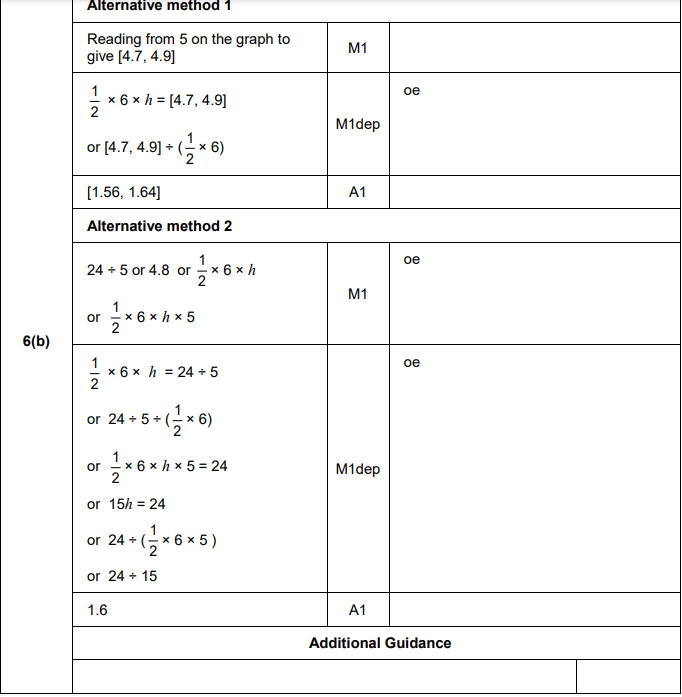 Alternative method 1
Reading from 5 on the graph to
give [4.7, 4.9]
M1
1/2 × 6 × h = [4.7, 4.9]
or [4.7, 4.9] ÷ (1/2 × 6)
M1dep
oe
[1.56, 1.64]
A1
Alternative method 2
24 ÷ 5 or 4.8 or 1/2 × 6 × h
or 1/2 × 6 × h × 5
M1
oe
6(b)
1/2 × 6 × h = 24 ÷ 5
or 24 ÷ 5 ÷ (1/2 × 6)
or 1/2 × 6 × h × 5 = 24
or 15h = 24
or 24 ÷ (1/2 × 6 × 5 )
or 24 ÷ 15
M1dep
oe
1.6
A1
Additional Guidance